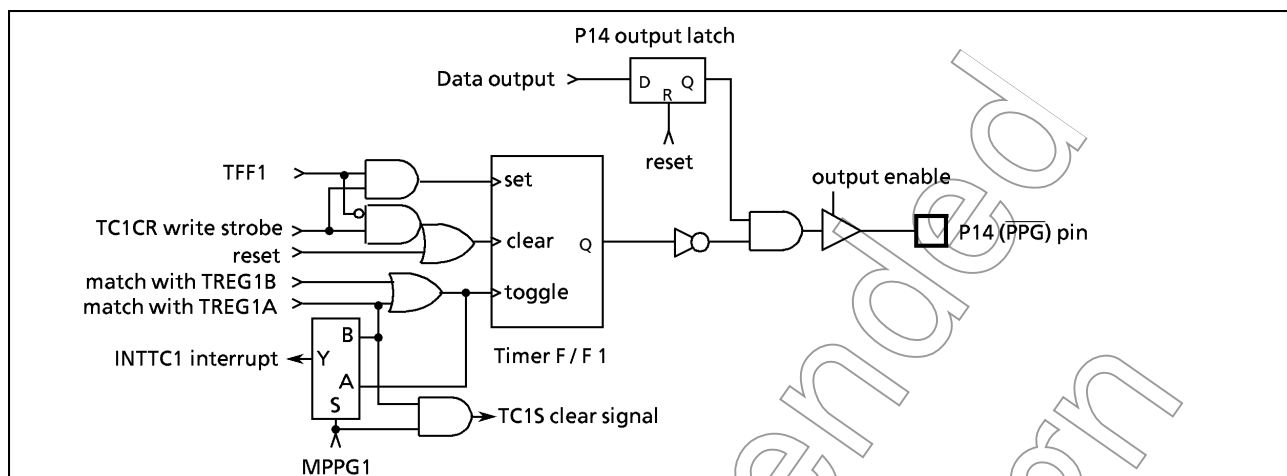 P14 output latch
Data output
D Q
R
reset
TFF1
set
output enable
TC1CR write strobe
P14 (PPG) pin
clear
Q
reset
match with TREG1B
toggle
match with TREG1A
B
INTTC1 interrupt
Y
Timer F / F 1
A
S
TC1S clear signal
MPPG1
ended